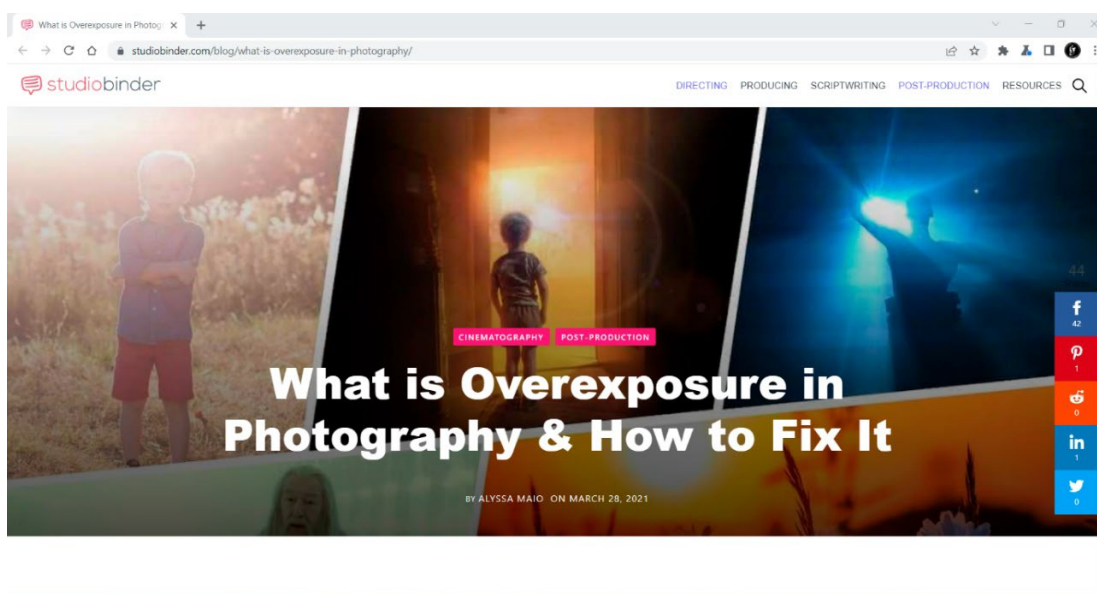 What is Overexposure in Photog
studiobinder.com/blog/what-is-overexposure-in-photography/
studiobinder
DIRECTING PRODUCING SCRIPTWRITING POST-PRODUCTION RESOURCES
44
42
1
0
in
1
0
CINEMATOGRAPHY POST-PRODUCTION
What is Overexposure in
Photography & How to Fix It
BY ALYSSA MAIO ON MARCH 28, 2021